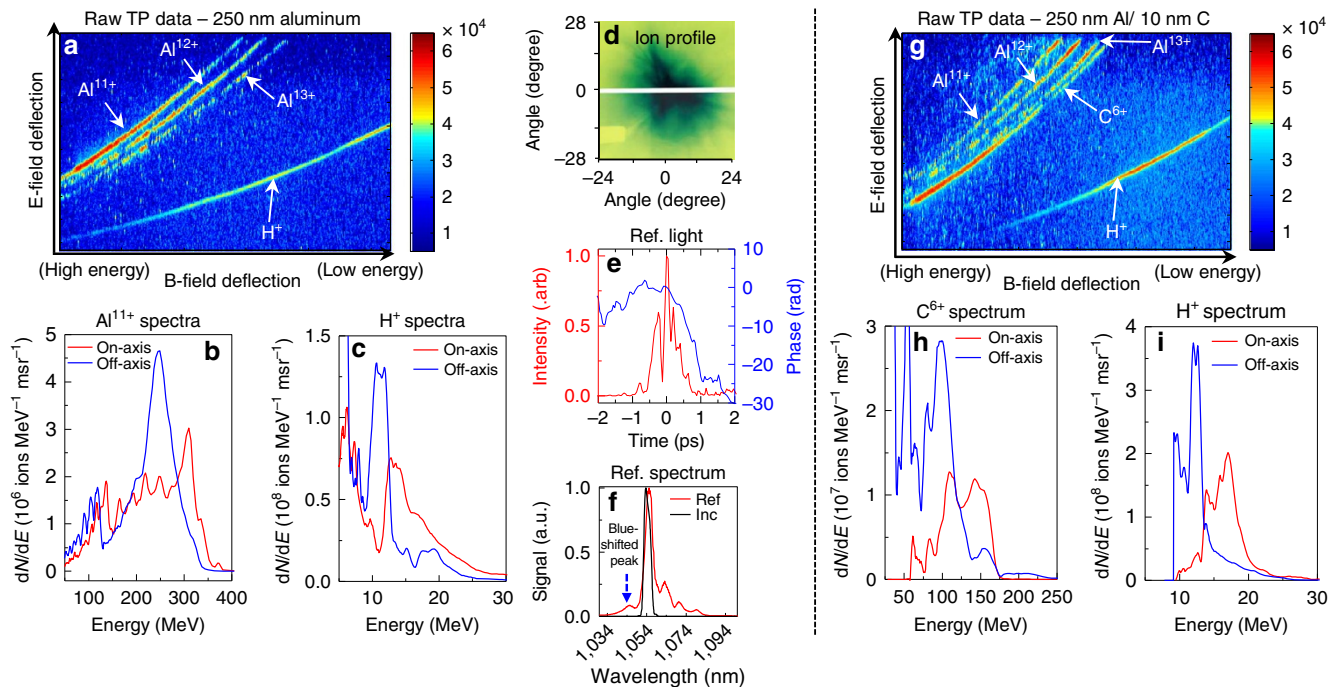 Raw TP data – 250 nm aluminum
a
Al¹²⁺
Al¹¹⁺
Al¹³⁺
H⁺
E-field deflection
(High energy)
B-field deflection
(Low energy)
× 10⁴
6
5
4
3
2
1
d
Ion profile
Angle (degree)
28
0
−28
−24
0
24
Angle (degree)
Raw TP data – 250 nm Al/ 10 nm C
g
Al¹²⁺
Al¹³⁺
Al¹¹⁺
C⁶⁺
H⁺
E-field deflection
(High energy)
B-field deflection
(Low energy)
× 10⁴
6
5
4
3
2
1
Ref. light
e
Intensity (.arb)
1.0
0.5
0.0
Phase (rad)
10
0
−10
−20
−30
−2
−1
0
1
2
Time (ps)
Al¹¹⁺ spectra
b
On-axis
Off-axis
dN/dE (10⁶ ions MeV⁻¹ msr⁻¹)
5
4
3
2
1
0
100
200
300
400
Energy (MeV)
H⁺ spectra
c
On-axis
Off-axis
dN/dE (10⁸ ions MeV⁻¹ msr⁻¹)
1.5
1.0
0.5
0.0
10
20
30
Energy (MeV)
Ref. spectrum
f
Ref
Inc
Blue-
shifted
peak
Signal (a.u.)
1.0
0.5
0.0
1,034
1,054
1,074
1,094
Wavelength (nm)
C⁶⁺ spectrum
h
On-axis
Off-axis
dN/dE (10⁷ ions MeV⁻¹ msr⁻¹)
3
2
1
0
50
100
150
200
250
Energy (MeV)
H⁺ spectrum
i
On-axis
Off-axis
dN/dE (10⁸ ions MeV⁻¹ msr⁻¹)
4
3
2
1
0
10
20
30
Energy (MeV)